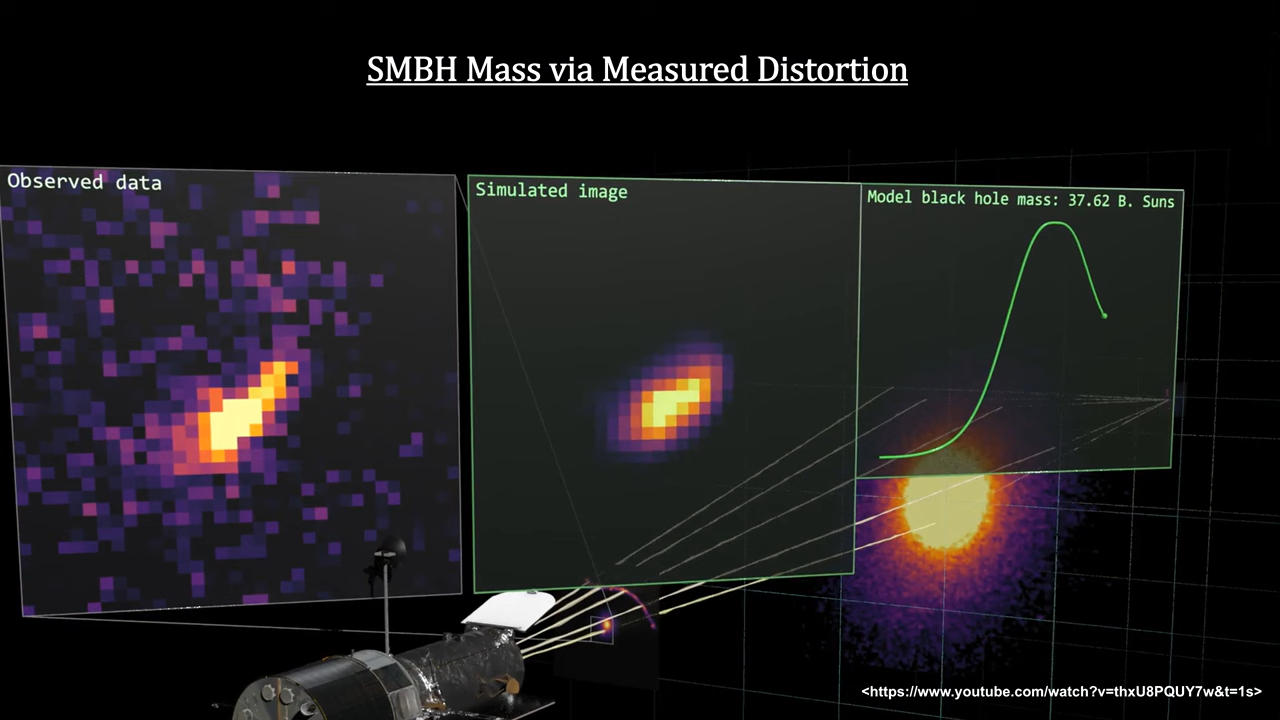 SMBH Mass via Measured Distortion
Observed data
Simulated image
Model black hole mass: 37.62 B. Suns
<https://www.youtube.com/watch?v=thxU8PQUY7w&t=1s>